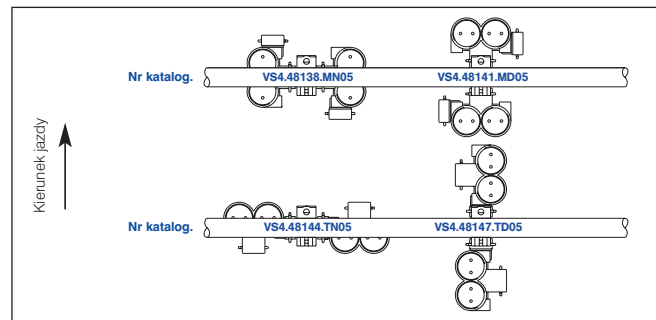 Nr katalog. VS4.48138.MN05 VS4.48141.MD05
Kierunek jazdy
Nr katalog. VS4.48144.TN05 VS4.48147.TD05